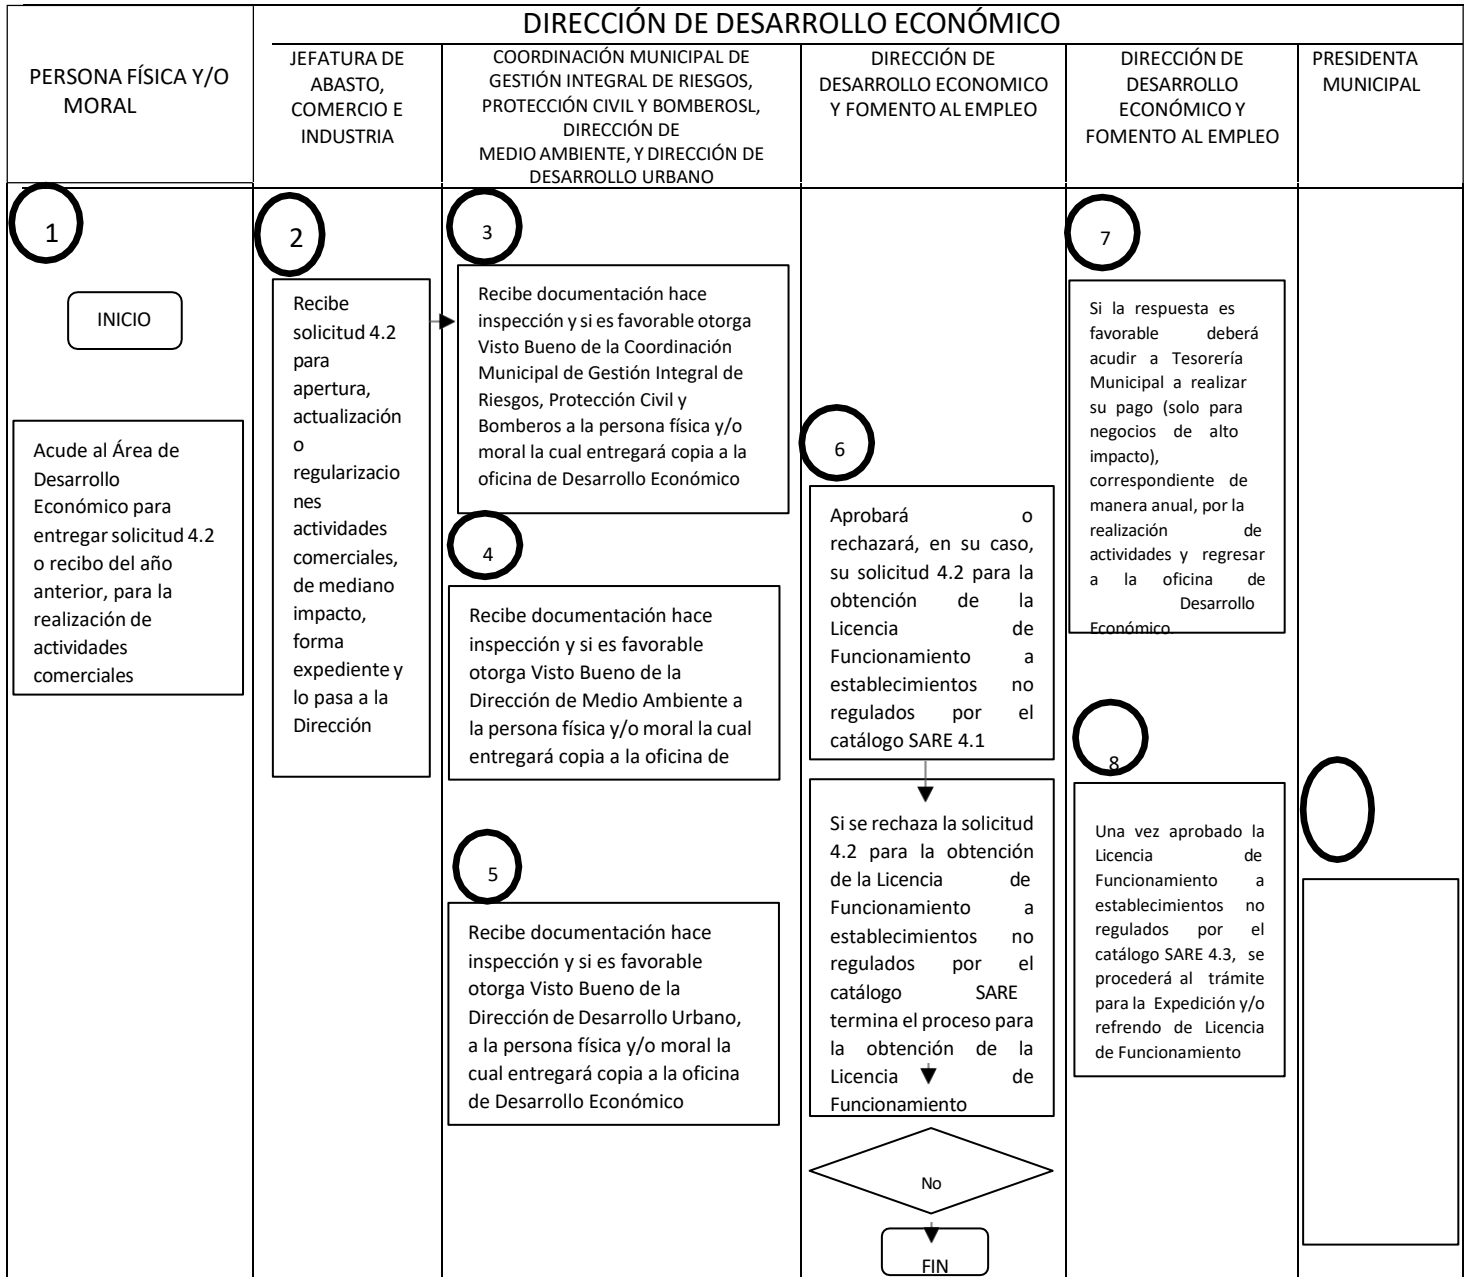 DIRECCIÓN DE DESARROLLO ECONÓMICO
PERSONA FÍSICA Y/O
MORAL
JEFATURA DE
ABASTO,
COMERCIO E
INDUSTRIA
COORDINACIÓN MUNICIPAL DE
GESTIÓN INTEGRAL DE RIESGOS,
PROTECCIÓN CIVIL Y BOMBEROSL,
DIRECCIÓN DE
MEDIO AMBIENTE, Y DIRECCIÓN DE
DESARROLLO URBANO
DIRECCIÓN DE
DESARROLLO ECONOMICO
Y FOMENTO AL EMPLEO
DIRECCIÓN DE
DESARROLLO
ECONÓMICO Y
FOMENTO AL EMPLEO
PRESIDENTA
MUNICIPAL
1
INICIO
Acude al Área de
Desarrollo
Económico para
entregar solicitud 4.2
o recibo del año
anterior, para la
realización de
actividades
comerciales
2
Recibe
solicitud 4.2
para
apertura,
actualización
o
regularizacio
nes
actividades
comerciales,
de mediano
impacto,
forma
expediente y
lo pasa a la
Dirección
3
Recibe documentación hace
inspección y si es favorable otorga
Visto Bueno de la Coordinación
Municipal de Gestión Integral de
Riesgos, Protección Civil y
Bomberos a la persona física y/o
moral la cual entregará copia a la
oficina de Desarrollo Económico
4
Recibe documentación hace
inspección y si es favorable
otorga Visto Bueno de la
Dirección de Medio Ambiente a
la persona física y/o moral la cual
entregará copia a la oficina de
5
Recibe documentación hace
inspección y si es favorable
otorga Visto Bueno de la
Dirección de Desarrollo Urbano,
a la persona física y/o moral la
cual entregará copia a la oficina
de Desarrollo Económico
6
Aprobará o
rechazará, en su caso,
su solicitud 4.2 para la
obtención de la
Licencia de
Funcionamiento a
establecimientos no
regulados por el
catálogo SARE 4.1
Si se rechaza la solicitud
4.2 para la obtención
de la Licencia de
Funcionamiento a
establecimientos no
regulados por el
catálogo SARE
termina el proceso para
la obtención de la
Licencia de
Funcionamiento
No
FIN
7
Si la respuesta es
favorable deberá
acudir a Tesorería
Municipal a realizar
su pago (solo para
negocios de alto
impacto),
correspondiente de
manera anual, por la
realización de
actividades y regresar
a la oficina de
Desarrollo
Económico.
8
Una vez aprobado la
Licencia de
Funcionamiento a
establecimientos no
regulados por el
catálogo SARE 4.3, se
procederá al trámite
para la Expedición y/o
refrendo de Licencia
de Funcionamiento